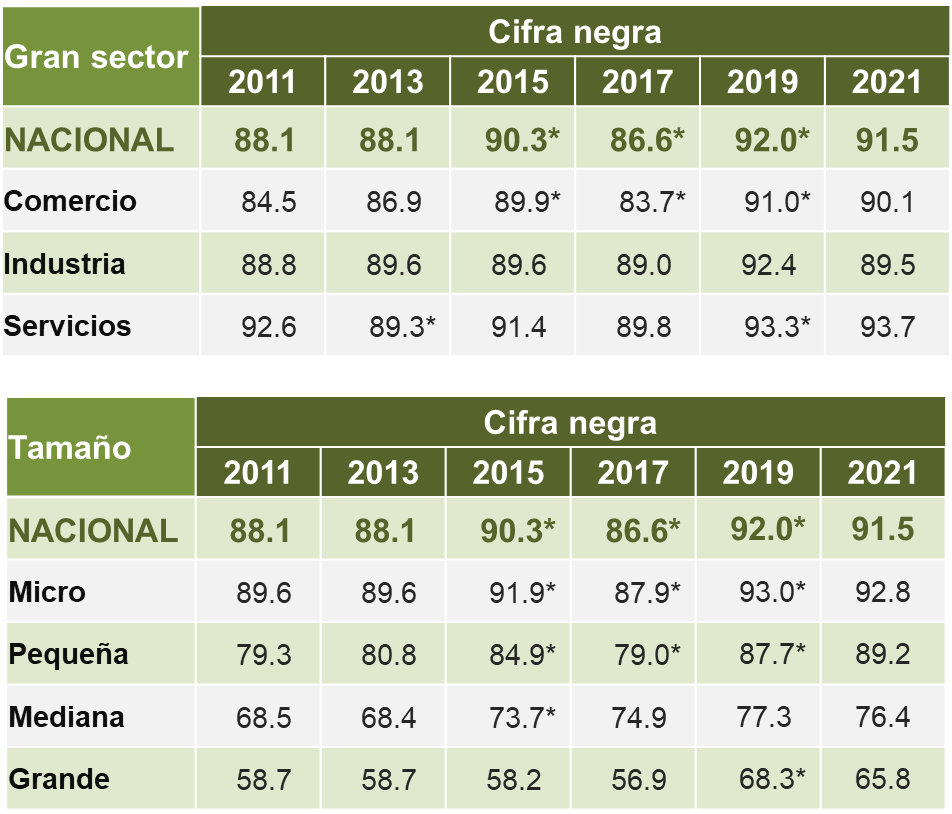 Gran sector Cifra negra
2011 2013 2015 2017 2019 2021
NACIONAL 88.1 88.1 90.3* 86.6* 92.0* 91.5
Comercio 84.5 86.9 89.9* 83.7* 91.0* 90.1
Industria 88.8 89.6 89.6 89.0 92.4 89.5
Servicios 92.6 89.3* 91.4 89.8 93.3* 93.7
Tamaño Cifra negra
2011 2013 2015 2017 2019 2021
NACIONAL 88.1 88.1 90.3* 86.6* 92.0* 91.5
Micro 89.6 89.6 91.9* 87.9* 93.0* 92.8
Pequeña 79.3 80.8 84.9* 79.0* 87.7* 89.2
Mediana 68.5 68.4 73.7* 74.9 77.3 76.4
Grande 58.7 58.7 58.2 56.9 68.3* 65.8